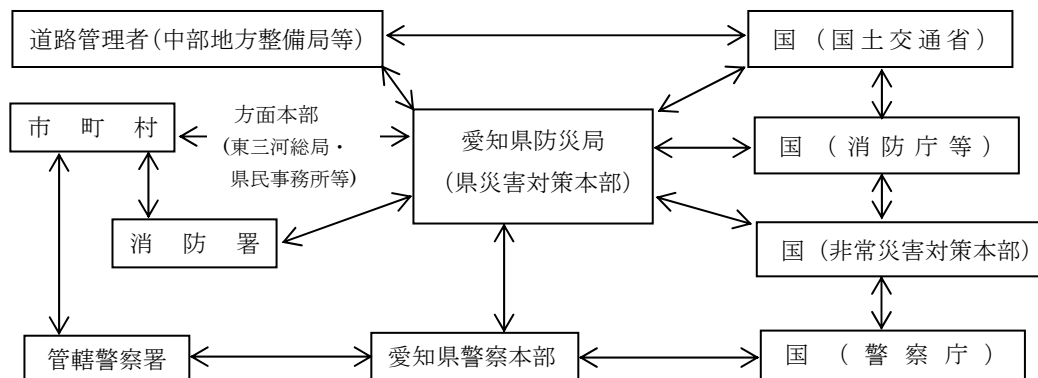 道路管理者(中部地方整備局等)
国（国土交通省）
市町村
方面本部
(東三河総局・
県民事務所等)
愛知県防災局
（県災害対策本部）
国（消防庁等）
消防署
国（非常災害対策本部）
管轄警察署
愛知県警察本部
国（警察庁）